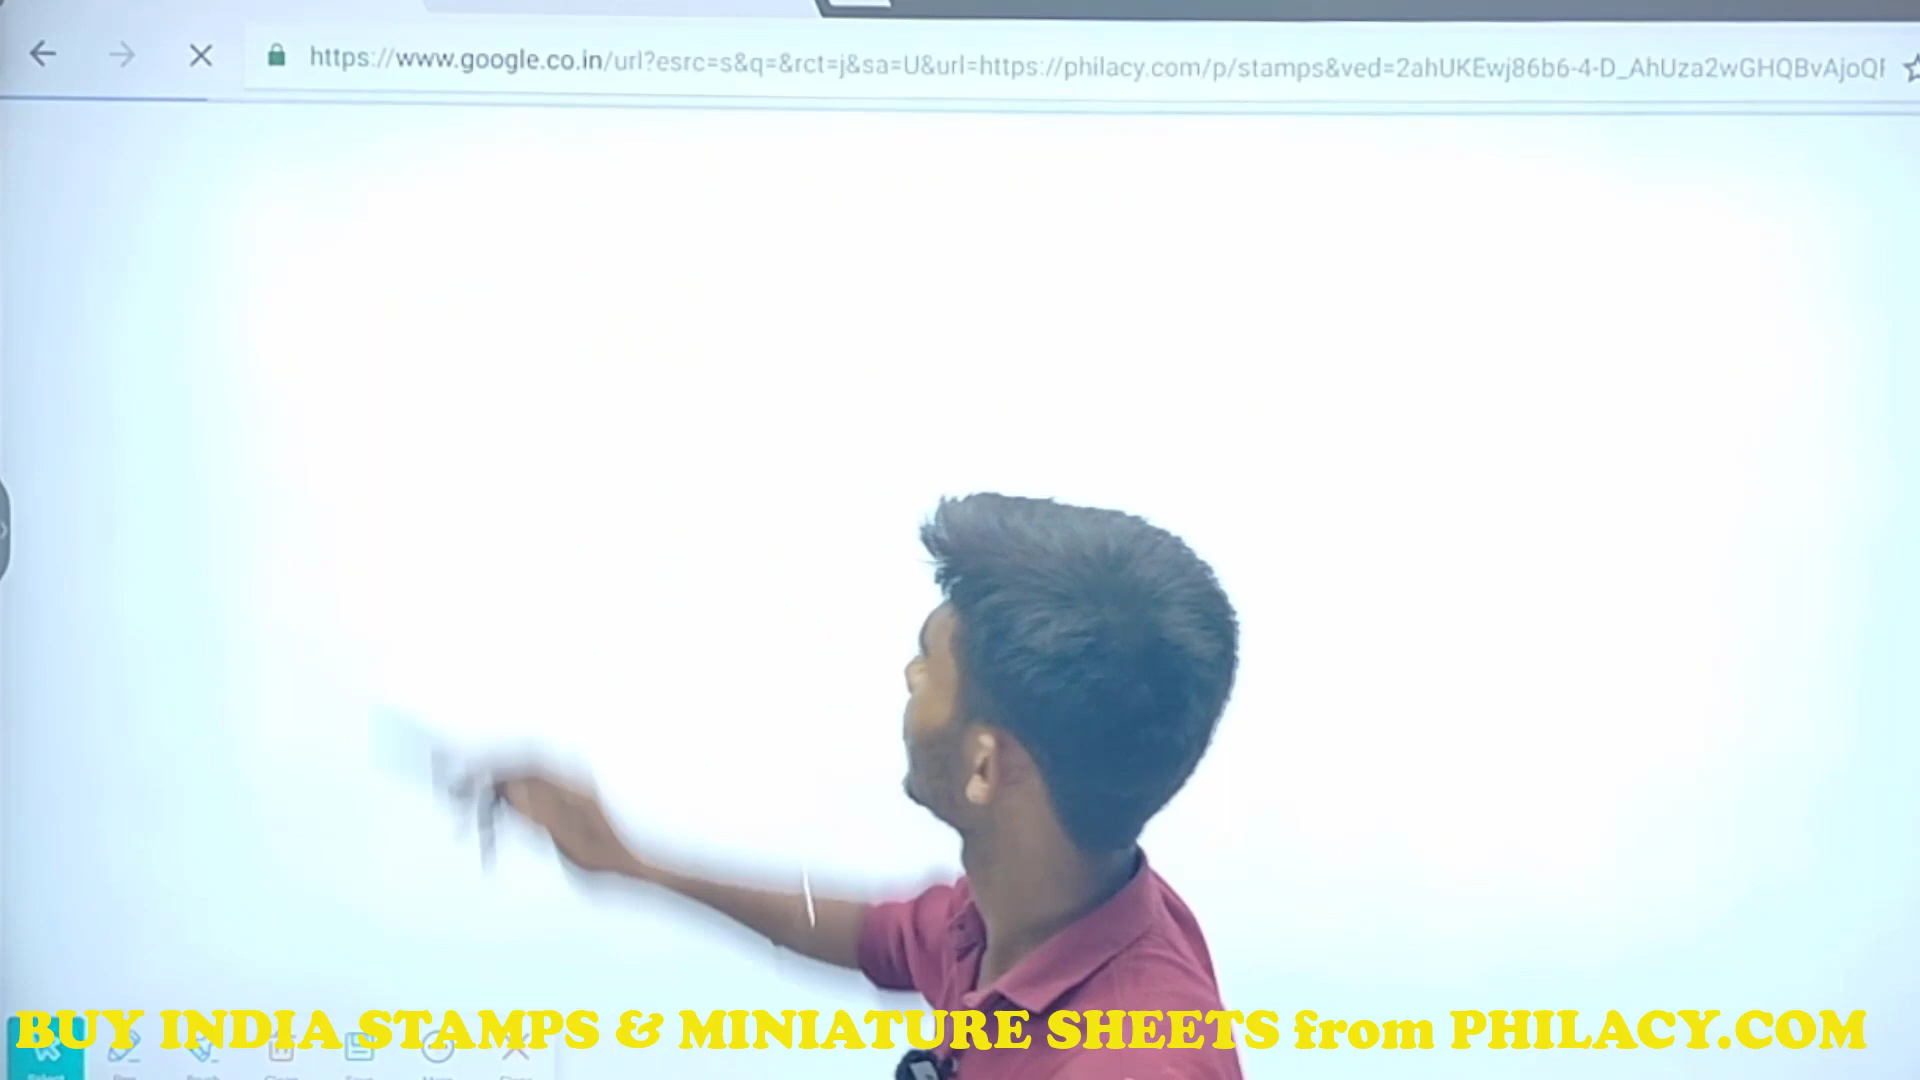 https://www.google.co.in/url?esrc=s&q=&rct=j&sa=U&url=https://philacy.com/p/stamps&ved=2ahUKEwj86b6-4-D_AhUza2wGHQBvAjoQF
BUY INDIA STAMPS & MINIATURE SHEETS from PHILACY.COM